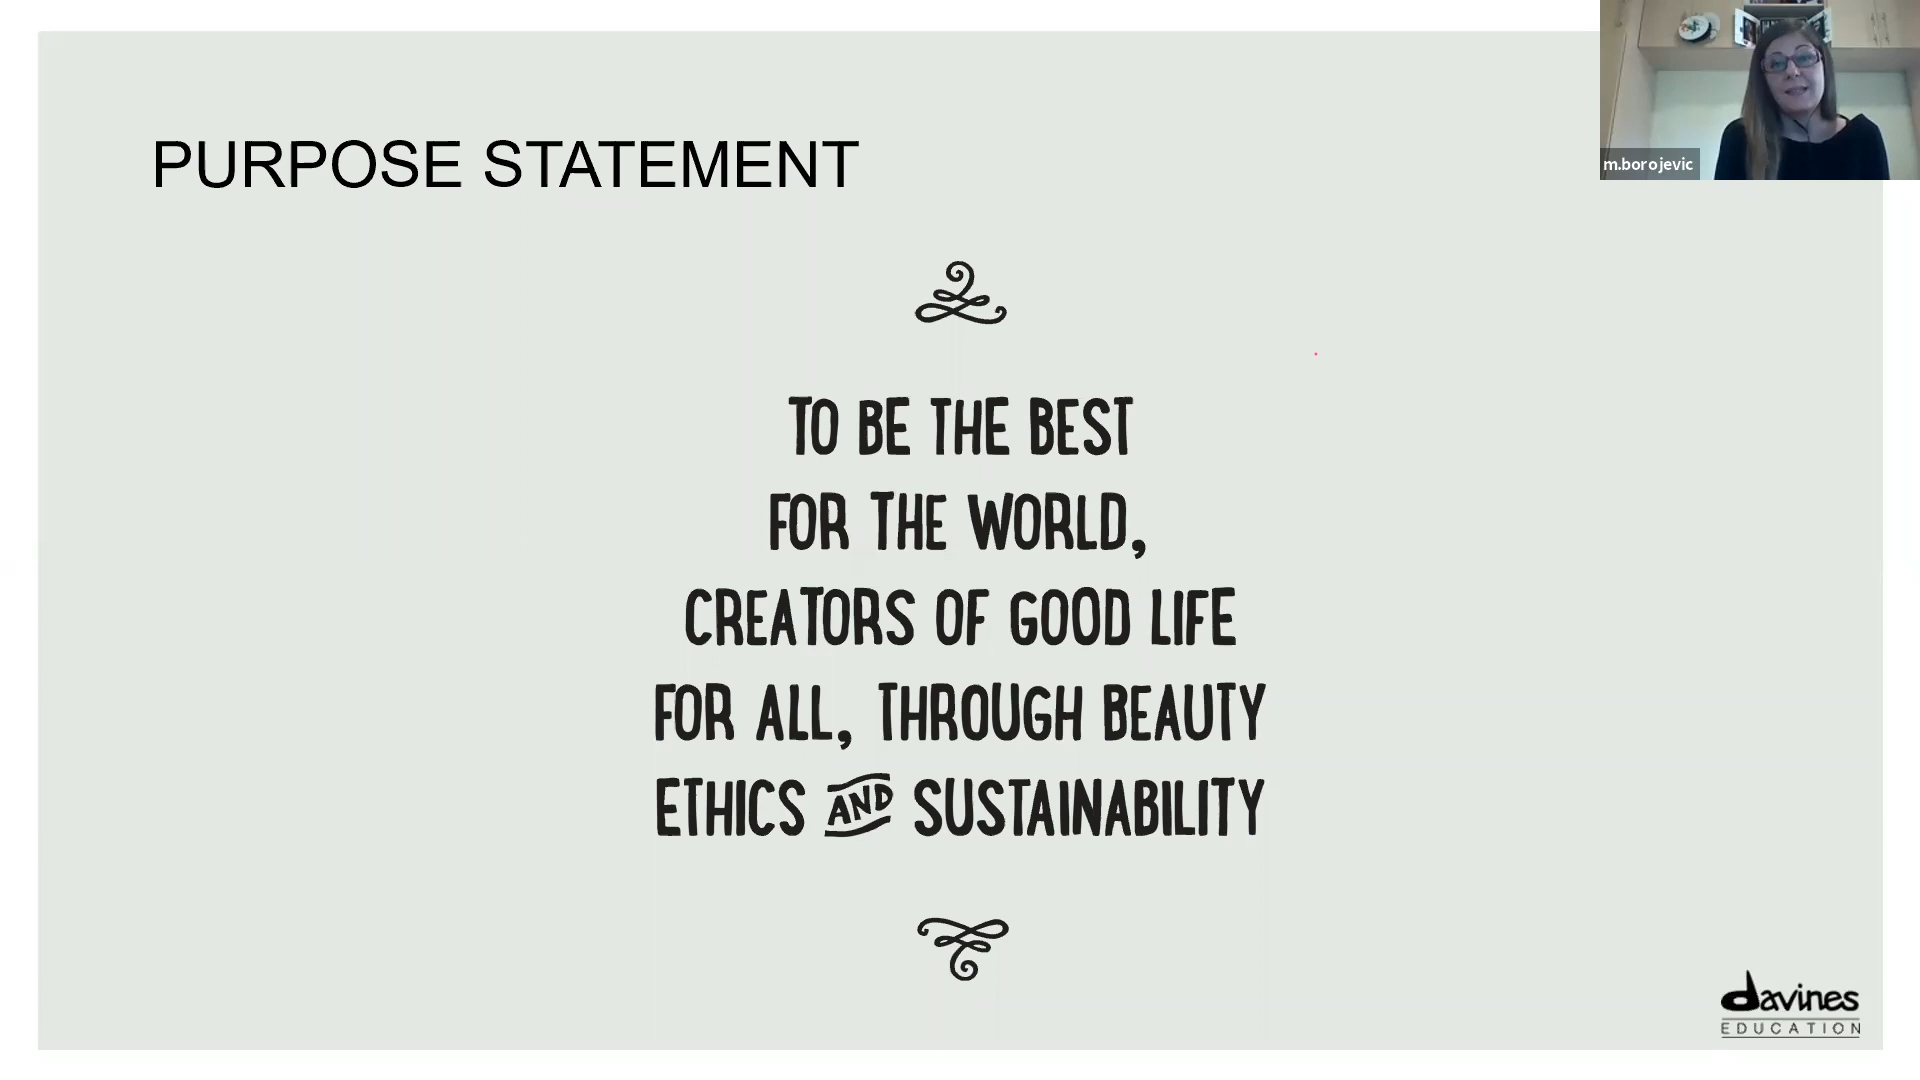 PURPOSE STATEMENT
m.borojevic
TO BE THE BEST
FOR THE WORLD,
CREATORS OF GOOD LIFE
FOR ALL, THROUGH BEAUTY
ETHICS AND SUSTAINABILITY
davines
EDUCATION